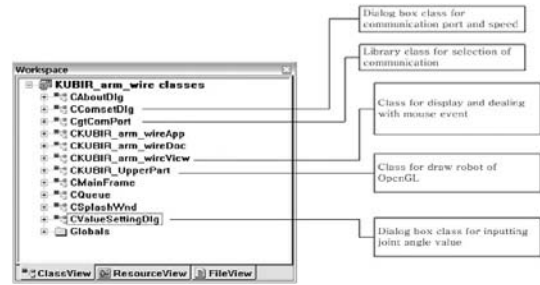 Workspace
KUBIR_arm_wire classes
CAboutDlg
CComsetDlg
CgtComPort
CKUBIR_arm_wireApp
CKUBIR_arm_wireDoc
CKUBIR_arm_wireView
CKUBIR_UpperPart
CMainFrame
CQueue
CSplashWnd
CValueSettingDlg
Globals
ClassView ResourceView FileView
Dialog box class for
communication port and speed
Library class for selection of
communication
Class for display and dealing
with mouse event
Class for draw robot of
OpenGL
Dialog box class for inputting
joint angle value